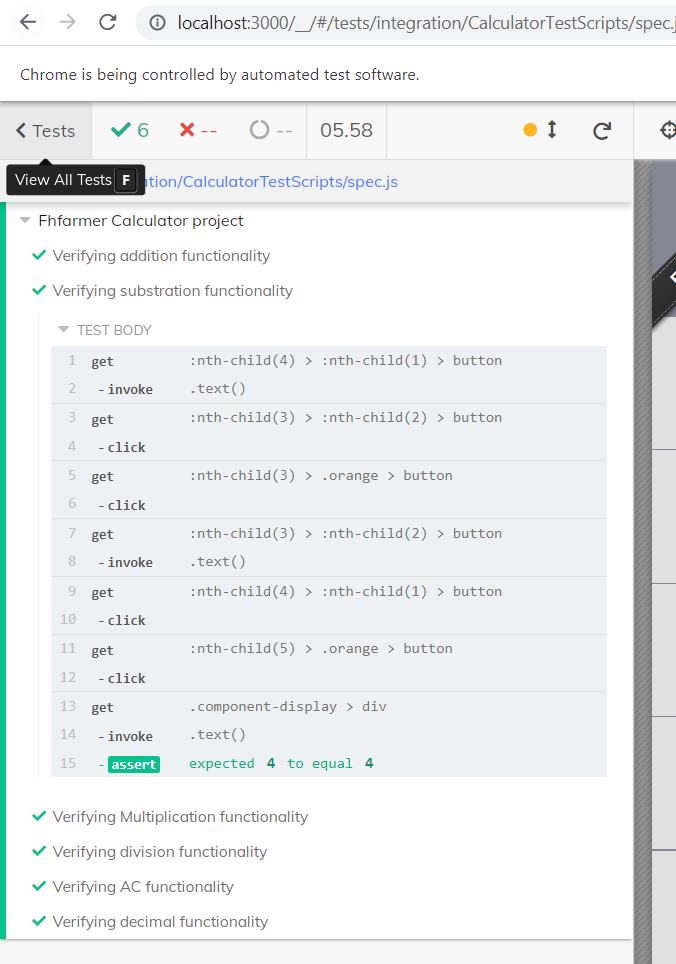 localhost:3000/__/#/tests/integration/CalculatorTestScripts/spec.j
Chrome is being controlled by automated test software.
Tests 6 -- -- 05.58
View All Tests F
ation/CalculatorTestScripts/spec.js
Fhfarmer Calculator project
Verifying addition functionality
Verifying substration functionality
TEST BODY
1 get :nth-child(4) > :nth-child(1) > button
2 - invoke .text()
3 get :nth-child(3) > :nth-child(2) > button
4 - click
5 get :nth-child(3) > .orange > button
6 - click
7 get :nth-child(3) > :nth-child(2) > button
8 - invoke .text()
9 get :nth-child(4) > :nth-child(1) > button
10 - click
11 get :nth-child(5) > .orange > button
12 - click
13 get .component-display > div
14 - invoke .text()
15 - assert expected 4 to equal 4
Verifying Multiplication functionality
Verifying division functionality
Verifying AC functionality
Verifying decimal functionality